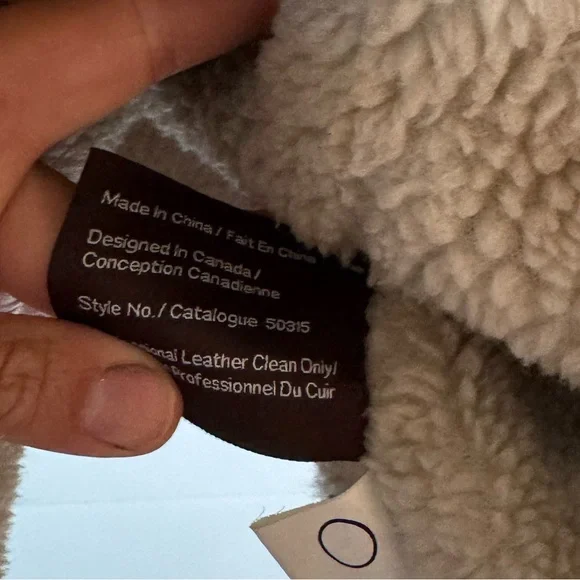 Made In China / Fait En Chine
Designed In Canada /
Conception Canadienne
Style No. / Catalogue 50315
Leather Clean Only!
Professionnel Du Cuir
O